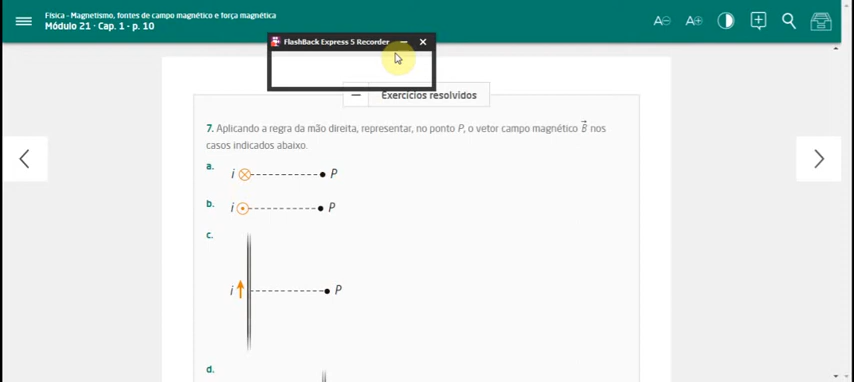 Física - Magnetismo, fontes de campo magnético e força magnética
Módulo 21 · Cap. 1 - p. 10
A A
FlashBack Express 5 Recorder
Exercícios resolvidos
7. Aplicando a regra da mão direita, representar, no ponto P, o vetor campo magnético B⃗ nos
casos indicados abaixo.
a.
i P
b.
i P
c.
i P
d.